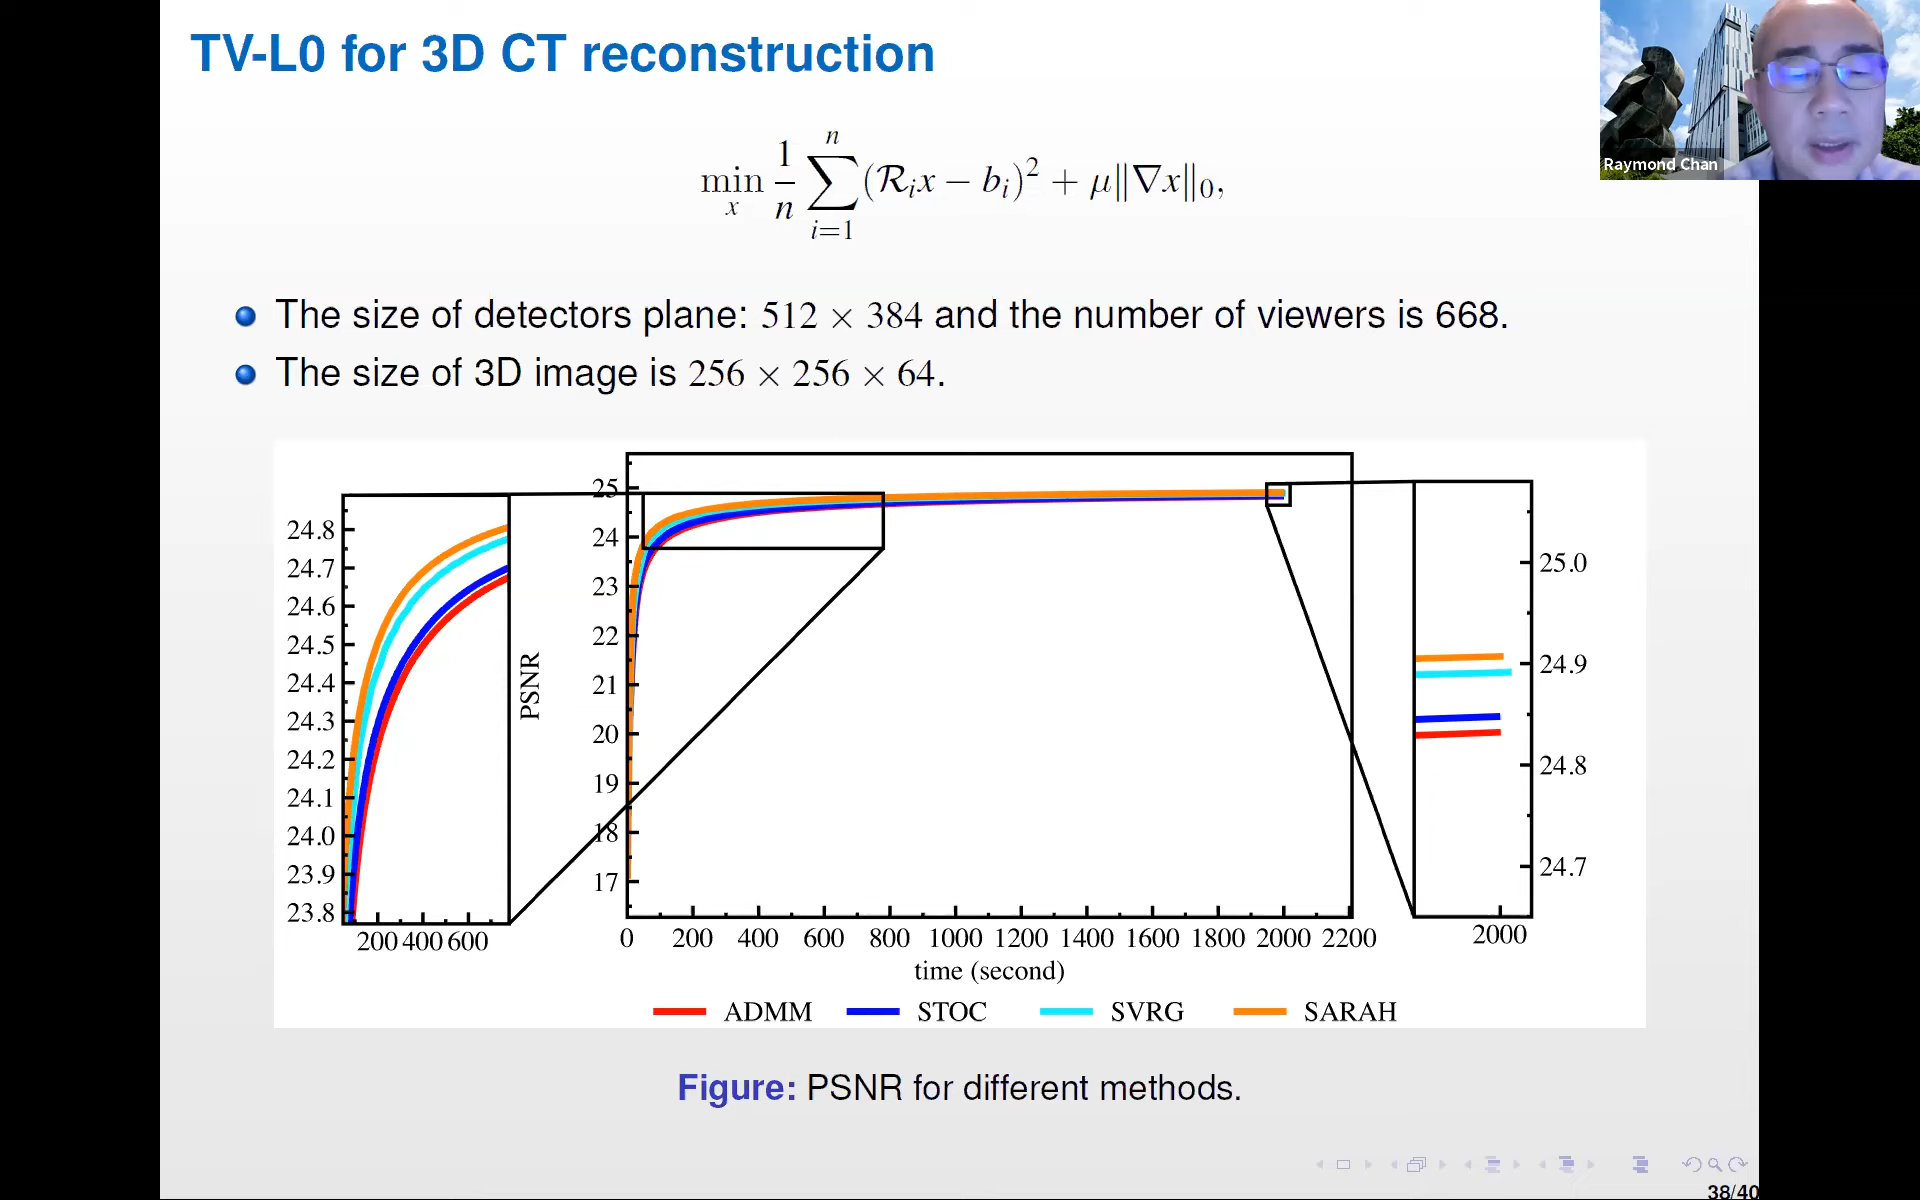 TV-L0 for 3D CT reconstruction
Raymond Chan
min_x 1/n ∑_{i=1}^{n} (ℛ_i x − b_i)² + μ‖∇x‖₀,
The size of detectors plane: 512 × 384 and the number of viewers is 668.
The size of 3D image is 256 × 256 × 64.
24.8
24.7
24.6
24.5
24.4
24.3
24.2
24.1
24.0
23.9
23.8
200 400 600
PSNR
25
24
23
22
21
20
19
18
17
0 200 400 600 800 1000 1200 1400 1600 1800 2000 2200
time (second)
25.0
24.9
24.8
24.7
2000
ADMM STOC SVRG SARAH
Figure: PSNR for different methods.
38/40